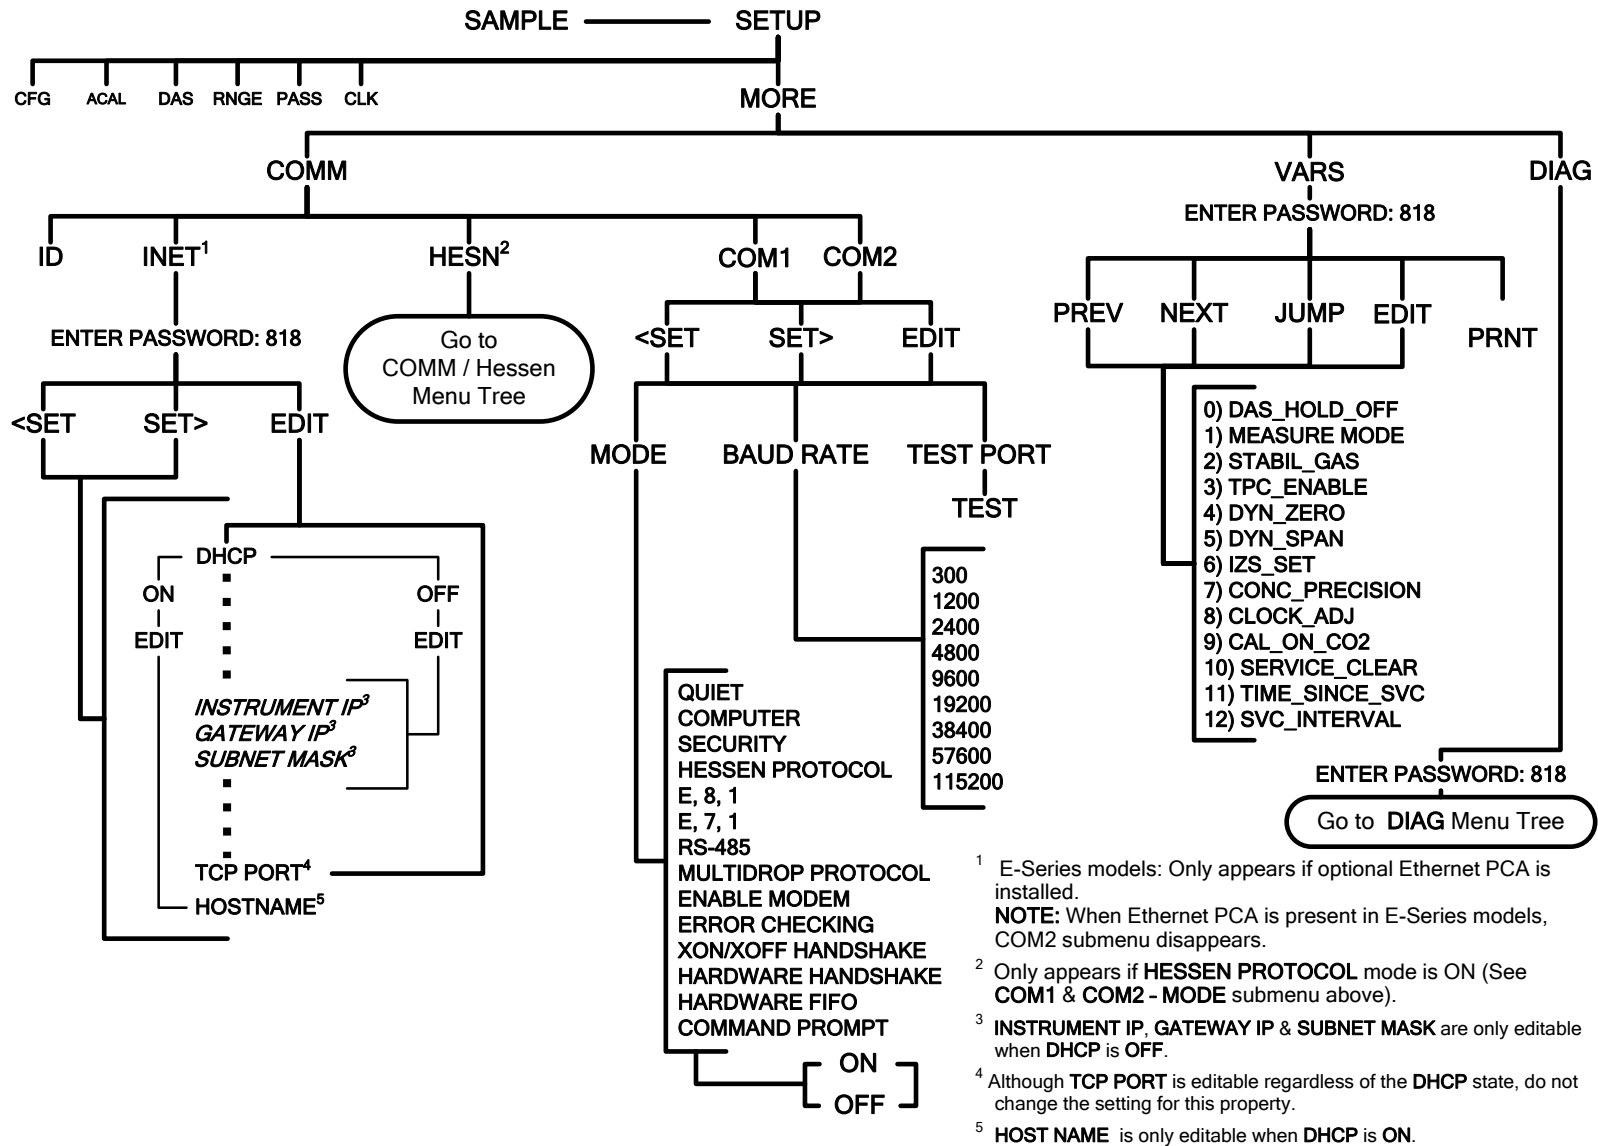 SAMPLE SETUP
CFG ACAL DAS RNGE PASS CLK
MORE
COMM VARS DIAG
ENTER PASSWORD: 818
ID INET1 HESN2 COM1 COM2
PREV NEXT JUMP EDIT PRNT
ENTER PASSWORD: 818
<SET SET> EDIT
Go to
COMM / Hessen
Menu Tree
<SET SET> EDIT
MODE BAUD RATE TEST PORT
TEST
0) DAS_HOLD_OFF
1) MEASURE MODE
2) STABIL_GAS
3) TPC_ENABLE
4) DYN_ZERO
5) DYN_SPAN
6) IZS_SET
7) CONC_PRECISION
8) CLOCK_ADJ
9) CAL_ON_CO2
10) SERVICE_CLEAR
11) TIME_SINCE_SVC
12) SVC_INTERVAL
DHCP
ON OFF
EDIT EDIT
INSTRUMENT IP3
GATEWAY IP3
SUBNET MASK3
TCP PORT4
HOSTNAME5
300
1200
2400
4800
9600
19200
38400
57600
115200
QUIET
COMPUTER
SECURITY
HESSEN PROTOCOL
E, 8, 1
E, 7, 1
RS-485
MULTIDROP PROTOCOL
ENABLE MODEM
ERROR CHECKING
XON/XOFF HANDSHAKE
HARDWARE HANDSHAKE
HARDWARE FIFO
COMMAND PROMPT
ON
OFF
ENTER PASSWORD: 818
Go to DIAG Menu Tree
1 E-Series models: Only appears if optional Ethernet PCA is
installed.
NOTE: When Ethernet PCA is present in E-Series models,
COM2 submenu disappears.
2 Only appears if HESSEN PROTOCOL mode is ON (See
COM1 & COM2 – MODE submenu above).
3 INSTRUMENT IP, GATEWAY IP & SUBNET MASK are only editable
when DHCP is OFF.
4 Although TCP PORT is editable regardless of the DHCP state, do not
change the setting for this property.
5 HOST NAME is only editable when DHCP is ON.